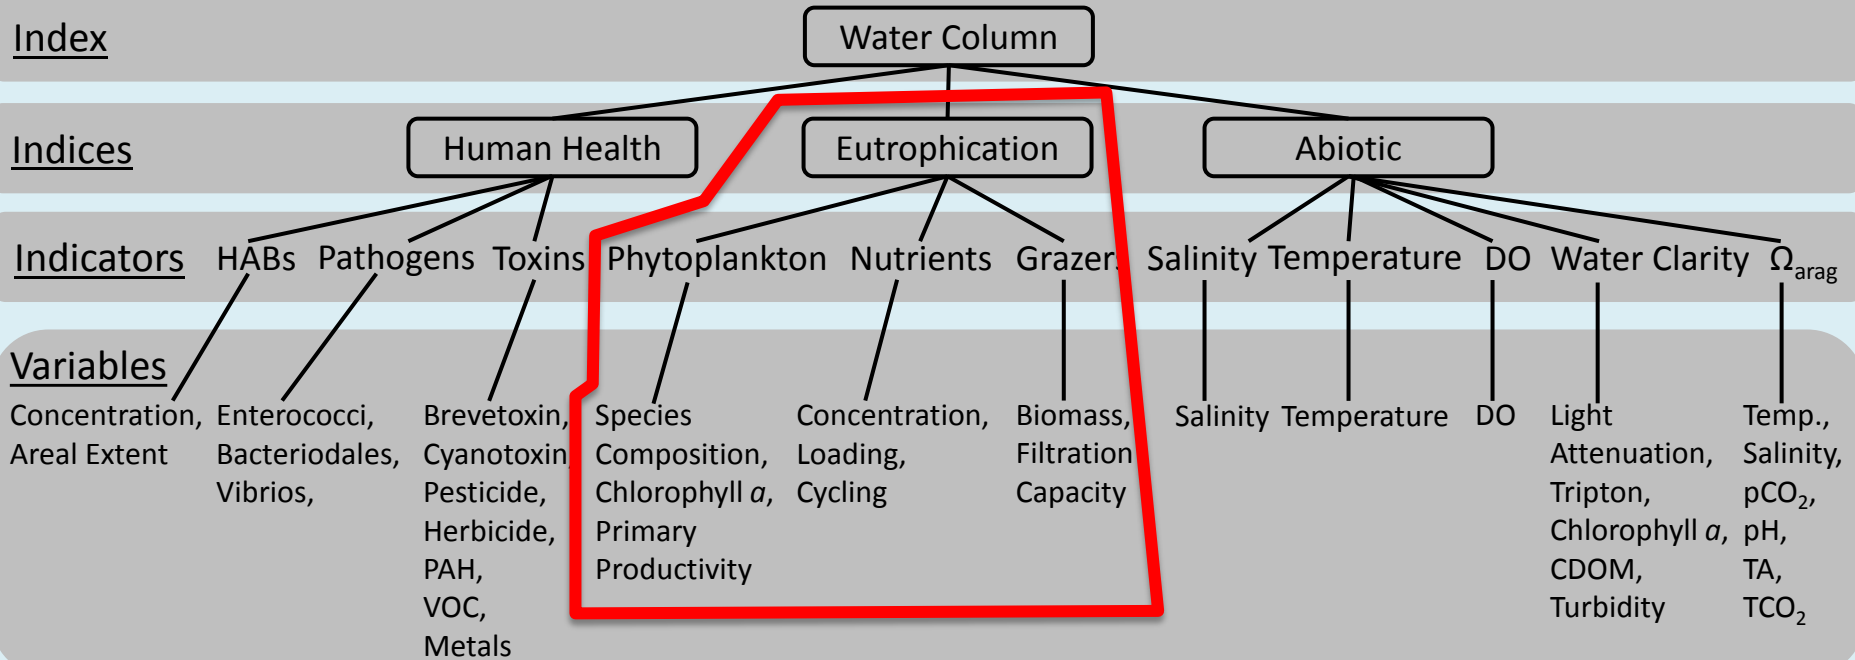 Index
Water Column
Indices
Human Health
Eutrophication
Abiotic
Indicators
HABs
Pathogens
Toxins
Phytoplankton
Nutrients
Grazers
Salinity
Temperature
DO
Water Clarity
Ωarag
Variables
Concentration,
Areal Extent
Enterococci,
Bacteriodales,
Vibrios,
Brevetoxin,
Cyanotoxin,
Pesticide,
Herbicide,
PAH,
VOC,
Metals
Species
Composition,
Chlorophyll a,
Primary
Productivity
Concentration,
Loading,
Cycling
Biomass,
Filtration
Capacity
Salinity
Temperature
DO
Light
Attenuation,
Tripton,
Chlorophyll a,
CDOM,
Turbidity
Temp.,
Salinity,
pCO₂,
pH,
TA,
TCO₂